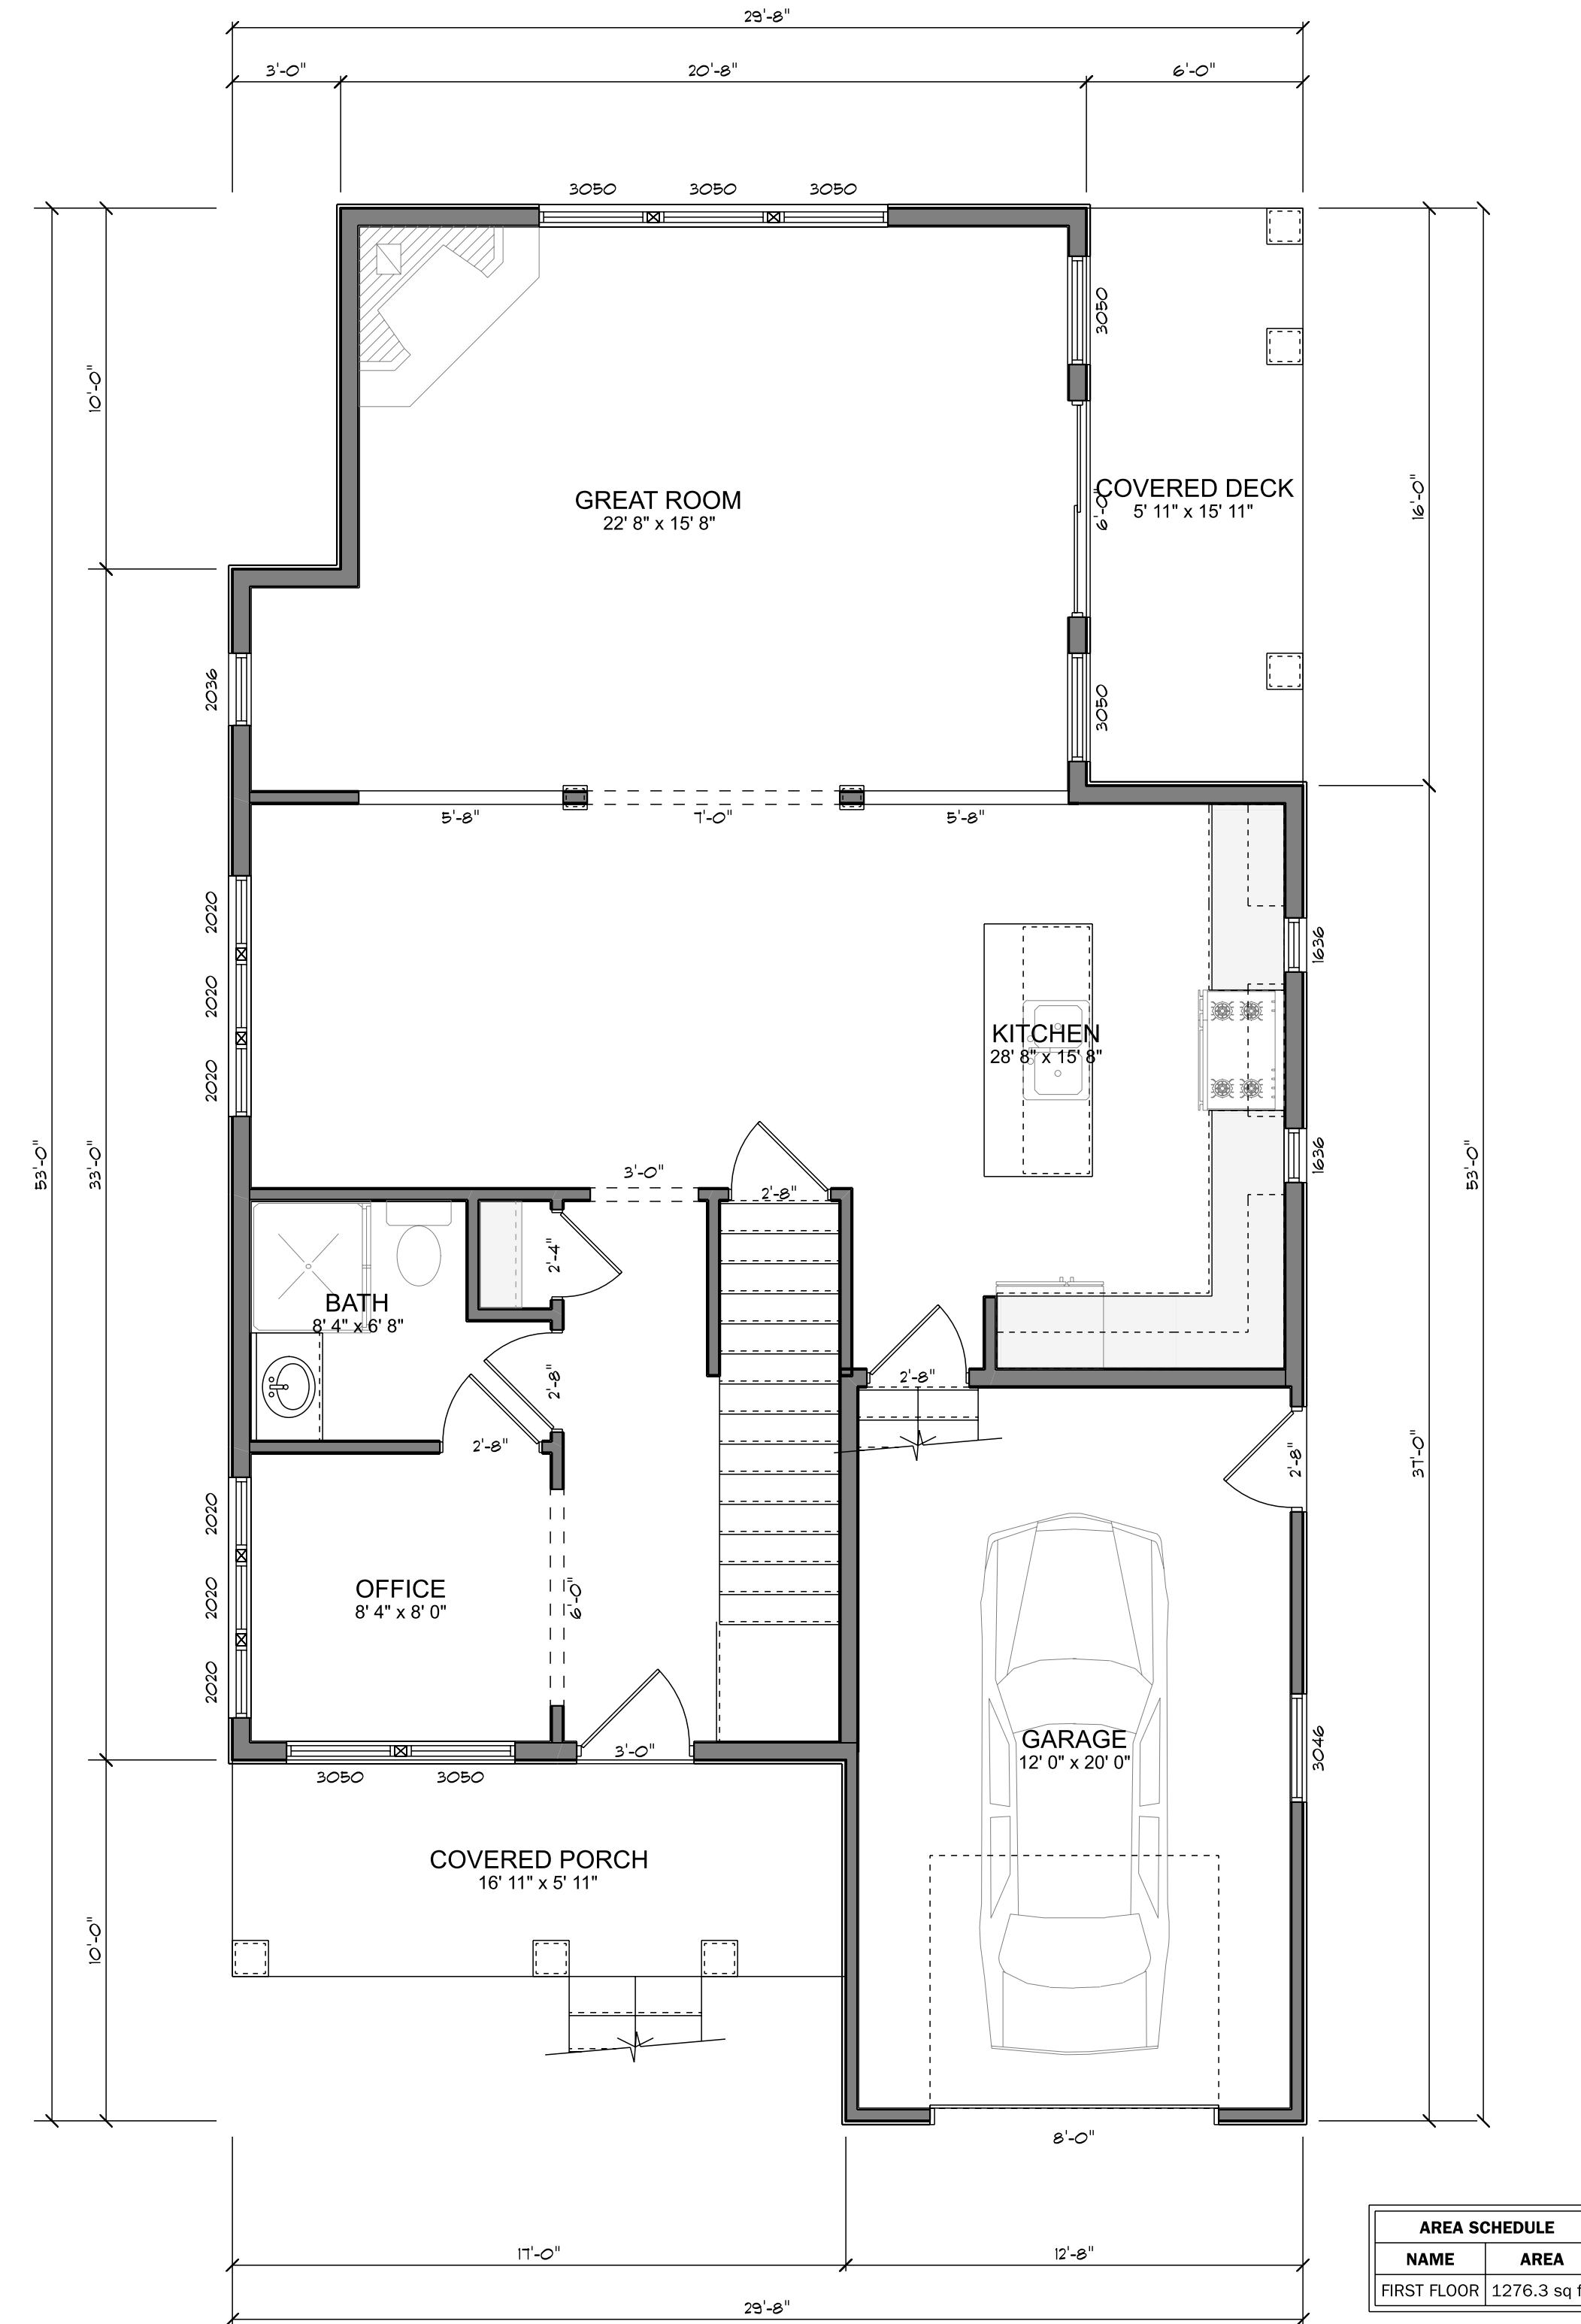 29'-8"
3'-0" 20'-8" 6'-0"
3050 3050 3050
3050
10'-0"
GREAT ROOM
22' 8" x 15' 8"
COVERED DECK
5' 11" x 15' 11"
6'-0"
16'-0"
2036
3050
5'-8" 7'-0" 5'-8"
2020
2020
2020
1636
KITCHEN
28' 8" x 15' 8"
1636
53'-0"
33'-0"
53'-0"
3'-0"
2'-8"
2'-4"
BATH
8' 4" x 6' 8"
2'-8"
2'-8"
2'-8"
2'-8"
37'-0"
2020
2020
2020
OFFICE
8' 4" x 8' 0"
6'-0"
3'-0"
GARAGE
12' 0" x 20' 0"
3046
3050 3050
COVERED PORCH
16' 11" x 5' 11"
10'-0"
8'-0"
17'-0" 12'-8"
29'-8"
AREA SCHEDULE
NAME AREA
FIRST FLOOR 1276.3 sq f